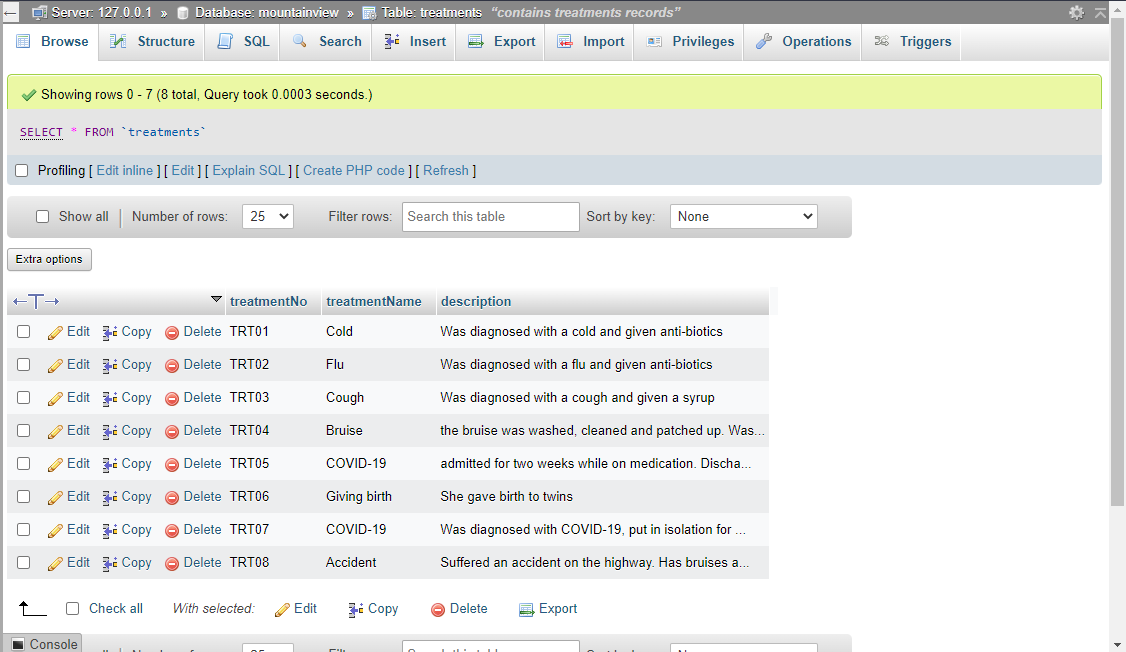 Server: 127.0.0.1 » Database: mountainview » Table: treatments "contains treatments records"
Browse Structure SQL Search Insert Export Import Privileges Operations Triggers
Showing rows 0 - 7 (8 total, Query took 0.0003 seconds.)
SELECT * FROM `treatments`
Profiling [ Edit inline ] [ Edit ] [ Explain SQL ] [ Create PHP code ] [ Refresh ]
Show all | Number of rows: 25 Filter rows: Search this table Sort by key: None
Extra options
←T→ treatmentNo treatmentName description
Edit Copy Delete TRT01 Cold Was diagnosed with a cold and given anti-biotics
Edit Copy Delete TRT02 Flu Was diagnosed with a flu and given anti-biotics
Edit Copy Delete TRT03 Cough Was diagnosed with a cough and given a syrup
Edit Copy Delete TRT04 Bruise the bruise was washed, cleaned and patched up. Was...
Edit Copy Delete TRT05 COVID-19 admitted for two weeks while on medication. Discha...
Edit Copy Delete TRT06 Giving birth She gave birth to twins
Edit Copy Delete TRT07 COVID-19 Was diagnosed with COVID-19, put in isolation for ...
Edit Copy Delete TRT08 Accident Suffered an accident on the highway. Has bruises a...
Check all With selected: Edit Copy Delete Export
Console